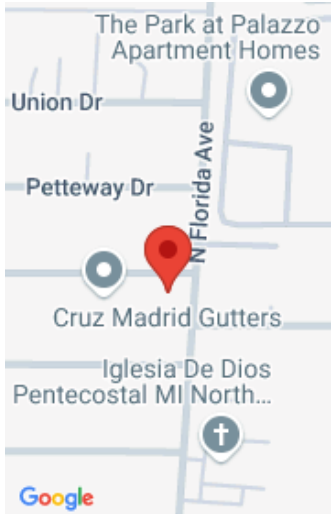 The Park at Palazzo
Apartment Homes
Union Dr
N Florida Ave
Petteway Dr
Cruz Madrid Gutters
Iglesia De Dios
Pentecostal MI North...
Google